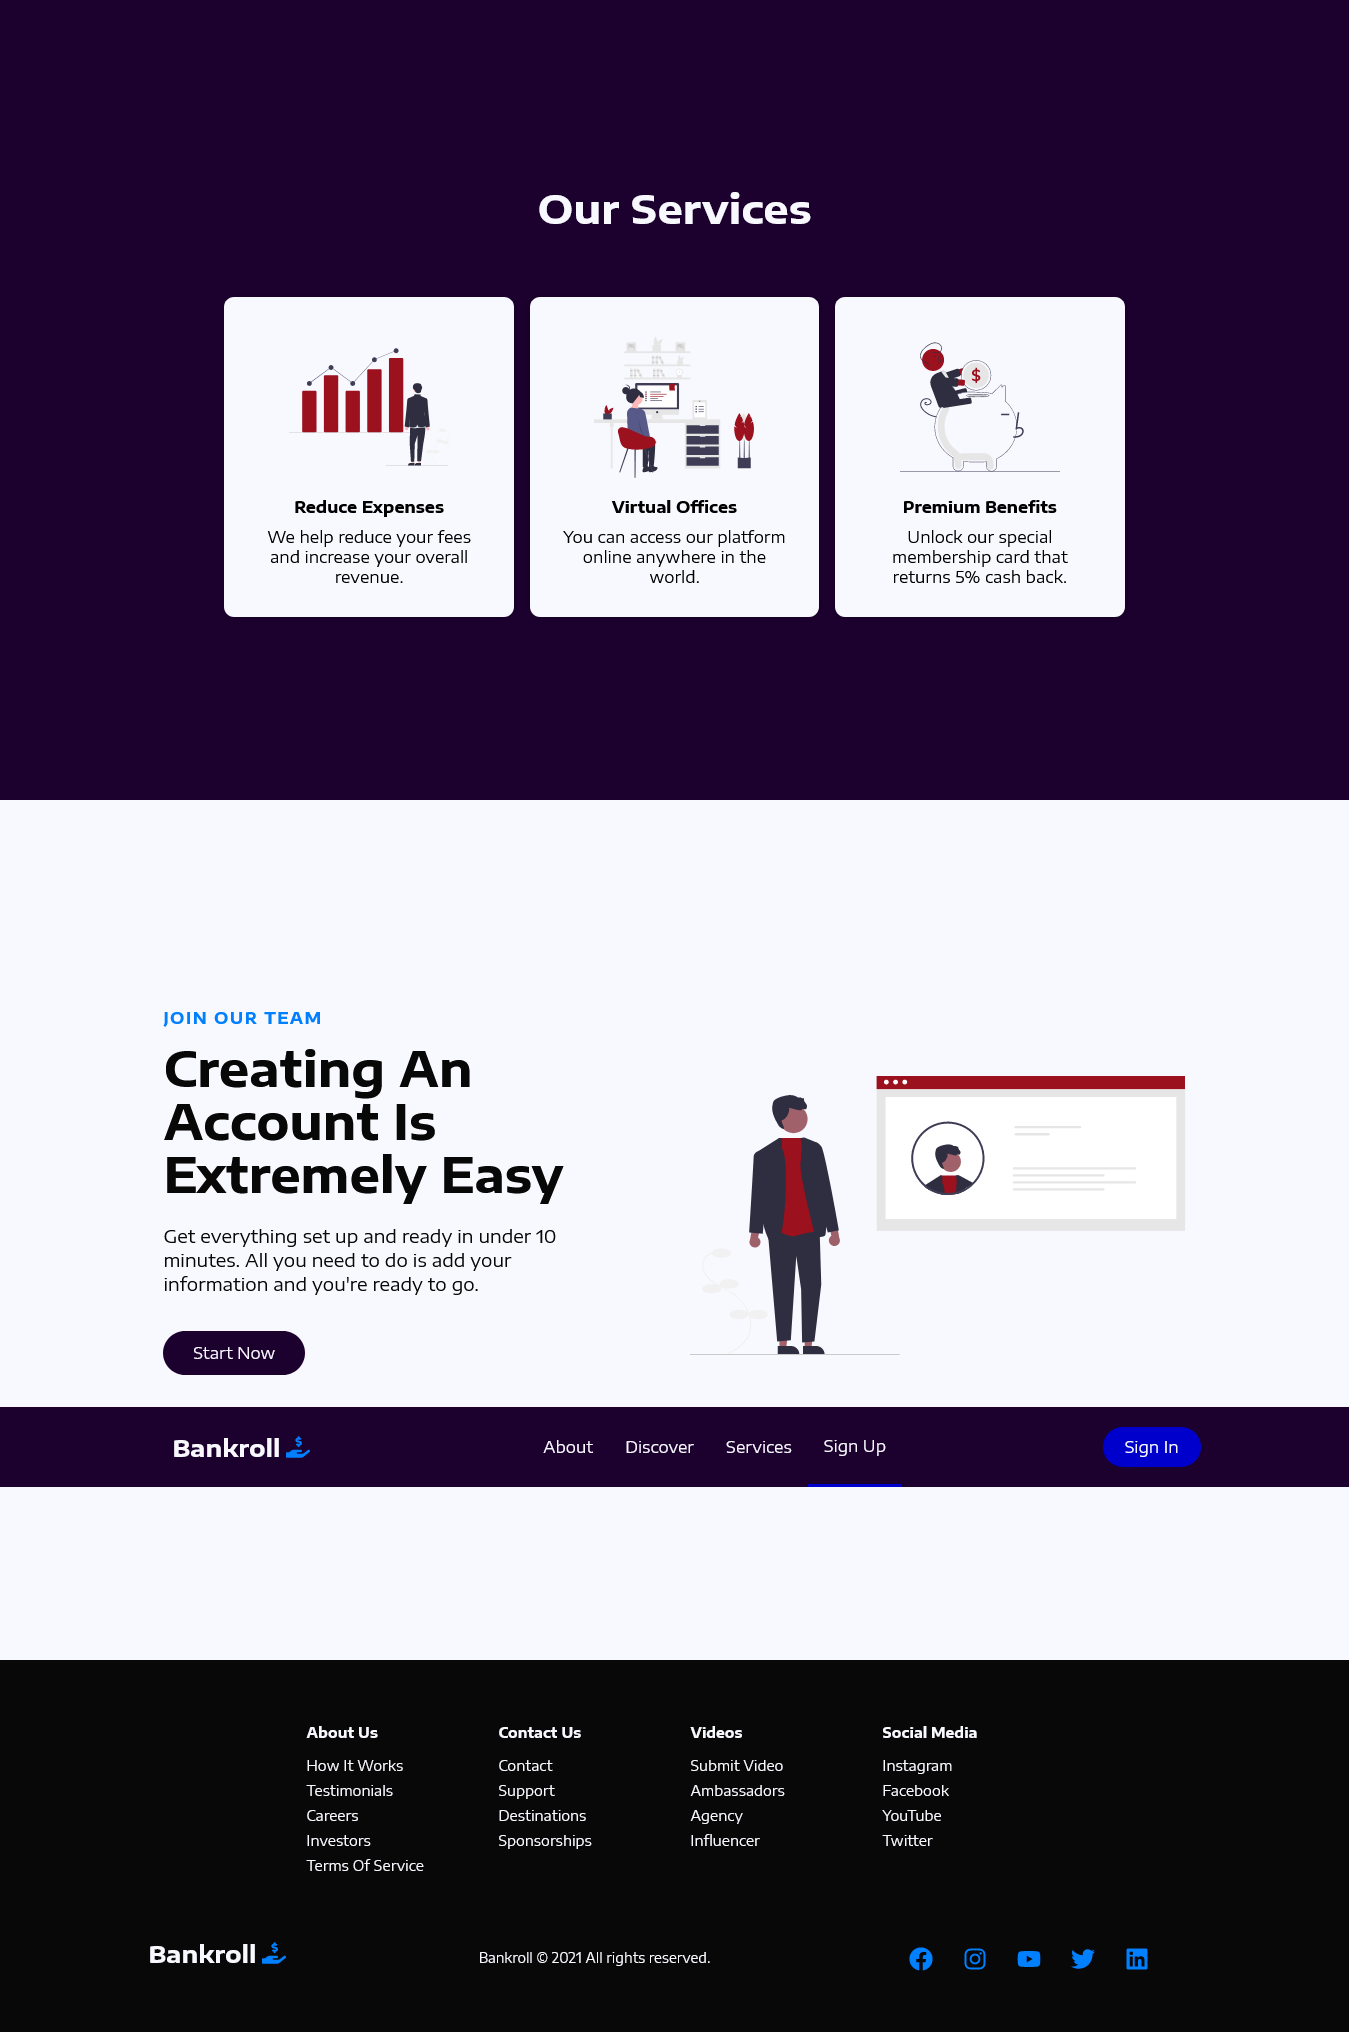 Our Services
$
Reduce Expenses
We help reduce your fees
and increase your overall
revenue.
Virtual Offices
You can access our platform
online anywhere in the
world.
Premium Benefits
Unlock our special
membership card that
returns 5% cash back.
JOIN OUR TEAM
Creating An
Account Is
Extremely Easy
Get everything set up and ready in under 10
minutes. All you need to do is add your
information and you're ready to go.
Start Now
Bankroll
About
Discover
Services
Sign Up
Sign In
About Us
How It Works
Testimonials
Careers
Investors
Terms Of Service
Contact Us
Contact
Support
Destinations
Sponsorships
Videos
Submit Video
Ambassadors
Agency
Influencer
Social Media
Instagram
Facebook
YouTube
Twitter
Bankroll
Bankroll © 2021 All rights reserved.